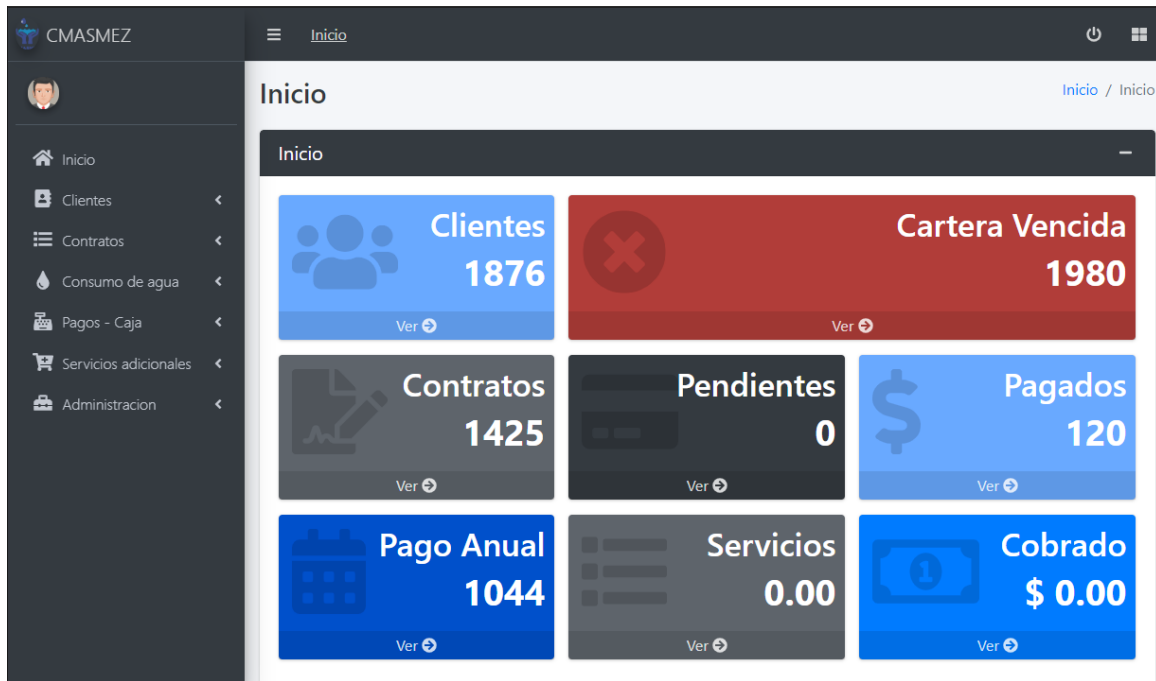 CMASMEZ
Inicio
Inicio
Inicio / Inicio
Inicio
Clientes
Contratos
Consumo de agua
Pagos - Caja
Servicios adicionales
Administracion
Inicio
Clientes
1876
Ver
Cartera Vencida
1980
Ver
Contratos
1425
Ver
Pendientes
0
Ver
Pagados
120
Ver
Pago Anual
1044
Ver
Servicios
0.00
Ver
1
Cobrado
$ 0.00
Ver